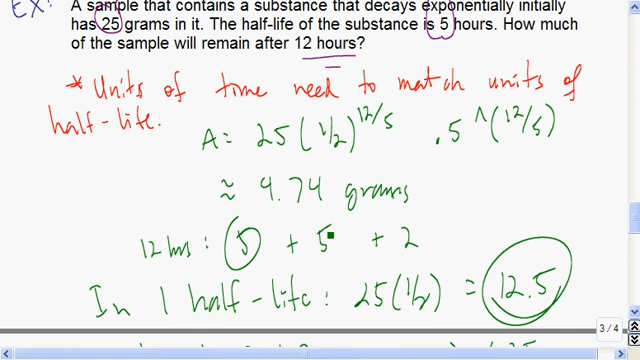 EX:
A sample that contains a substance that decays exponentially initially
has 25 grams in it. The half-life of the substance is 5 hours. How much
of the sample will remain after 12 hours?
* Units of time need to match units of
half-life.
A = 25 (1/2)^12/5 .5 ^ (12/5)
≈ 4.74 grams
12 hrs: 5 + 5 + 2
In 1 half-life: 25 (1/2) = 12.5
3 / 4